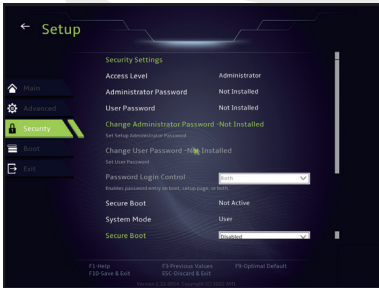 Setup
Security Settings
Access Level Administrator
Administrator Password Not Installed
User Password Not Installed
Change Administrator Password -Not Installed
Set Setup Administrator Password
Change User Password -Not Installed
Set User Password
Password Login Control Both
Enables password entry on boot, setup page, or both.
Secure Boot Not Active
System Mode User
Secure Boot Disabled
Main
Advanced
Security
Boot
Exit
F1-Help F3-Previous Values F9-Optimal Default
F10-Save & Exit ESC-Discard & Exit